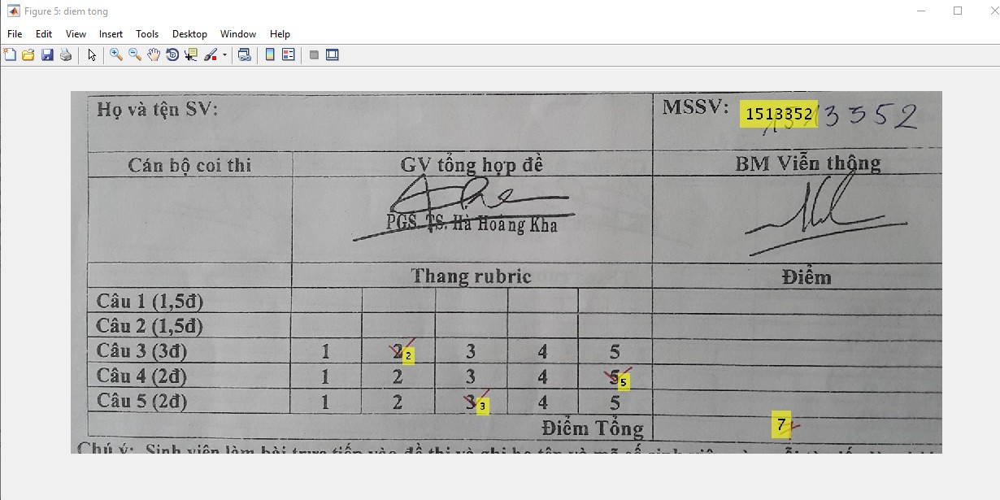 Figure 5: diem tong
File Edit View Insert Tools Desktop Window Help
Họ và tện SV: MSSV: 1513352 3352
Cán bộ coi thi GV tổng hợp đề BM Viễn thộng
PGS. TS. Hà Hoàng Kha
Thang rubric Điểm
Câu 1 (1,5đ)
Câu 2 (1,5đ)
Câu 3 (3đ) 1 2 2 3 4 5
Câu 4 (2đ) 1 2 3 4 5 5
Câu 5 (2đ) 1 2 3 3 4 5
Điểm Tổng 7
Chú ý: Sinh viên làm bài trực tiếp vào đề thi và ghi họ tên và mã số sinh viên